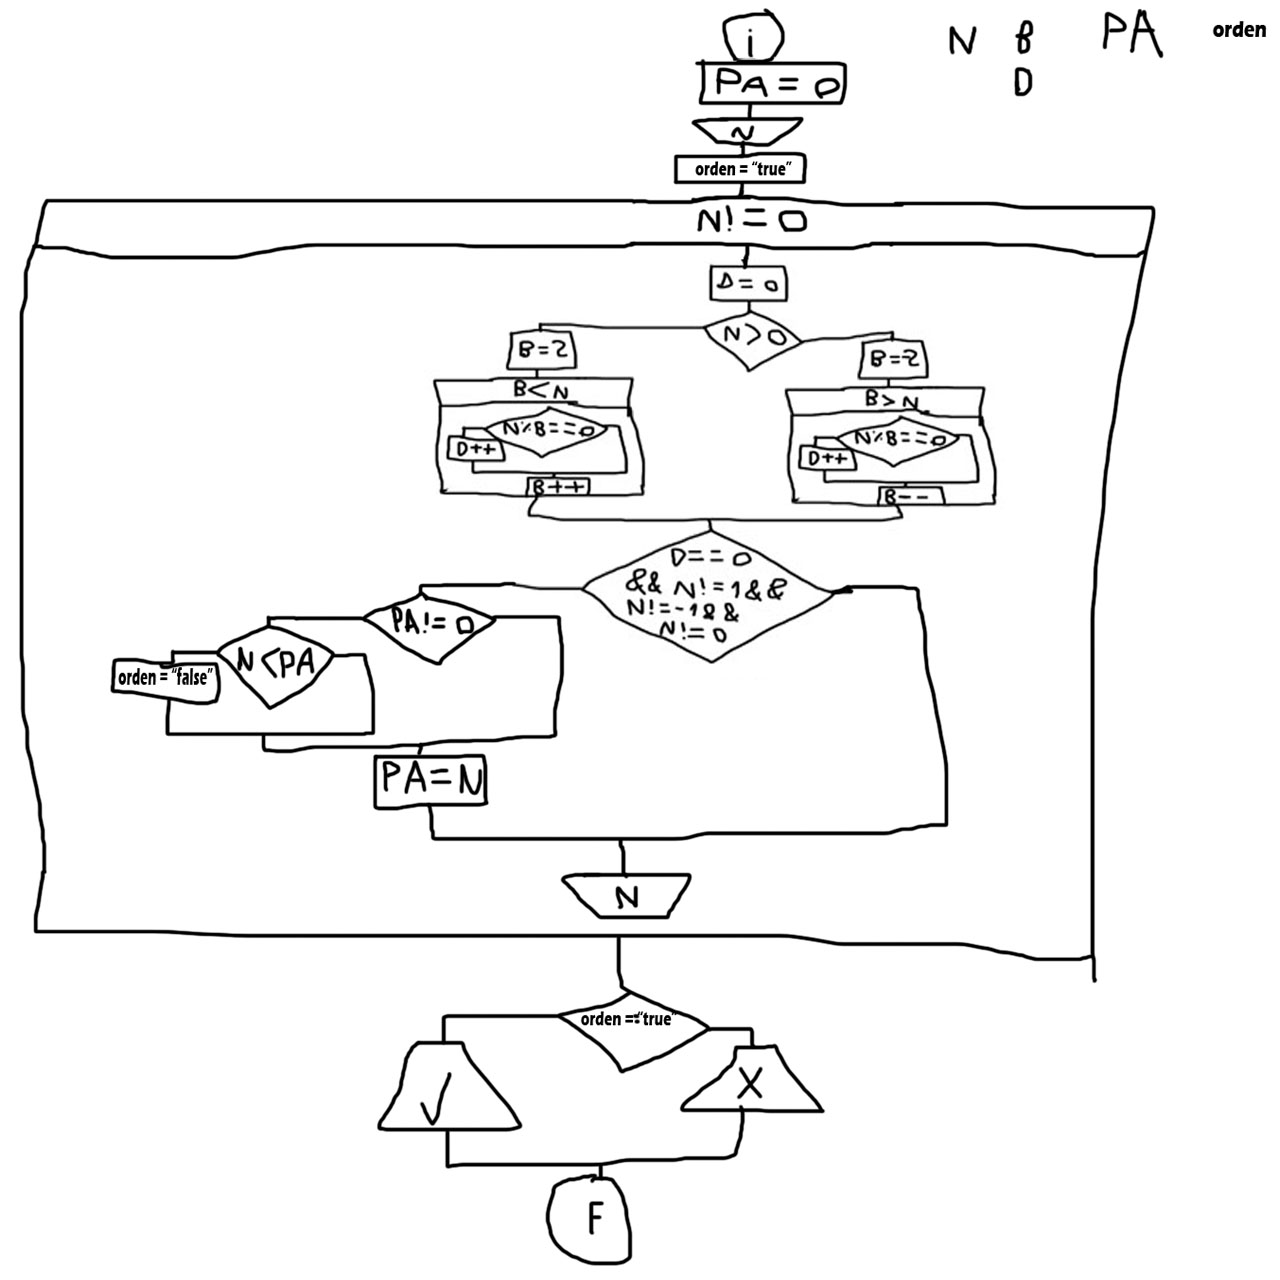 i
N B PA orden
D
PA = 0
N
orden = "true"
N! = 0
D = 0
N > 0
B = 2
B < N
N % B == 0
D++
B++
B = -2
B > N
N % B == 0
D++
B--
D == 0
&& N! = 1 &&
N! = -1 &&
N! = 0
PA! = 0
N < PA
orden = "false"
PA = N
N
orden == "true"
√
X
F